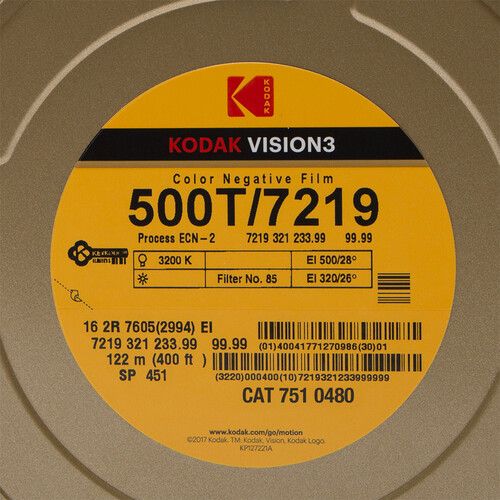 KODAK
KODAK VISION3
Color Negative Film
500T/7219
Process ECN-2 7219 321 233.99 99.99
3200 K EI 500/28°
Filter No. 85 EI 320/26°
16 2R 7605(2994) EI
7219 321 233.99 99.99 (01)40041771270986(30)01
122 m (400 ft )
SP 451 (3220)000400(10)7219321233999999
CAT 751 0480
www.kodak.com/go/motion
©2017 Kodak. TM: Kodak, Vision, Kodak Logo.
KP127221A